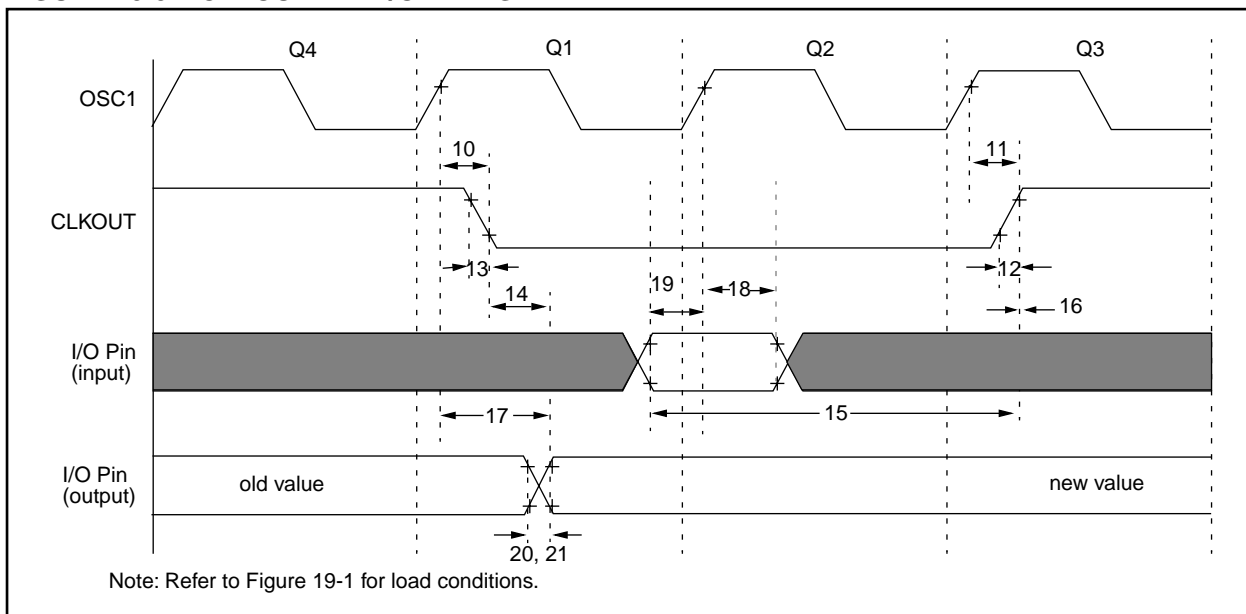 Q4
Q1
Q2
Q3
OSC1
10
11
CLKOUT
13
12
14
19
18
16
I/O Pin
(input)
17
15
I/O Pin
(output)
old value
new value
20, 21
Note: Refer to Figure 19-1 for load conditions.